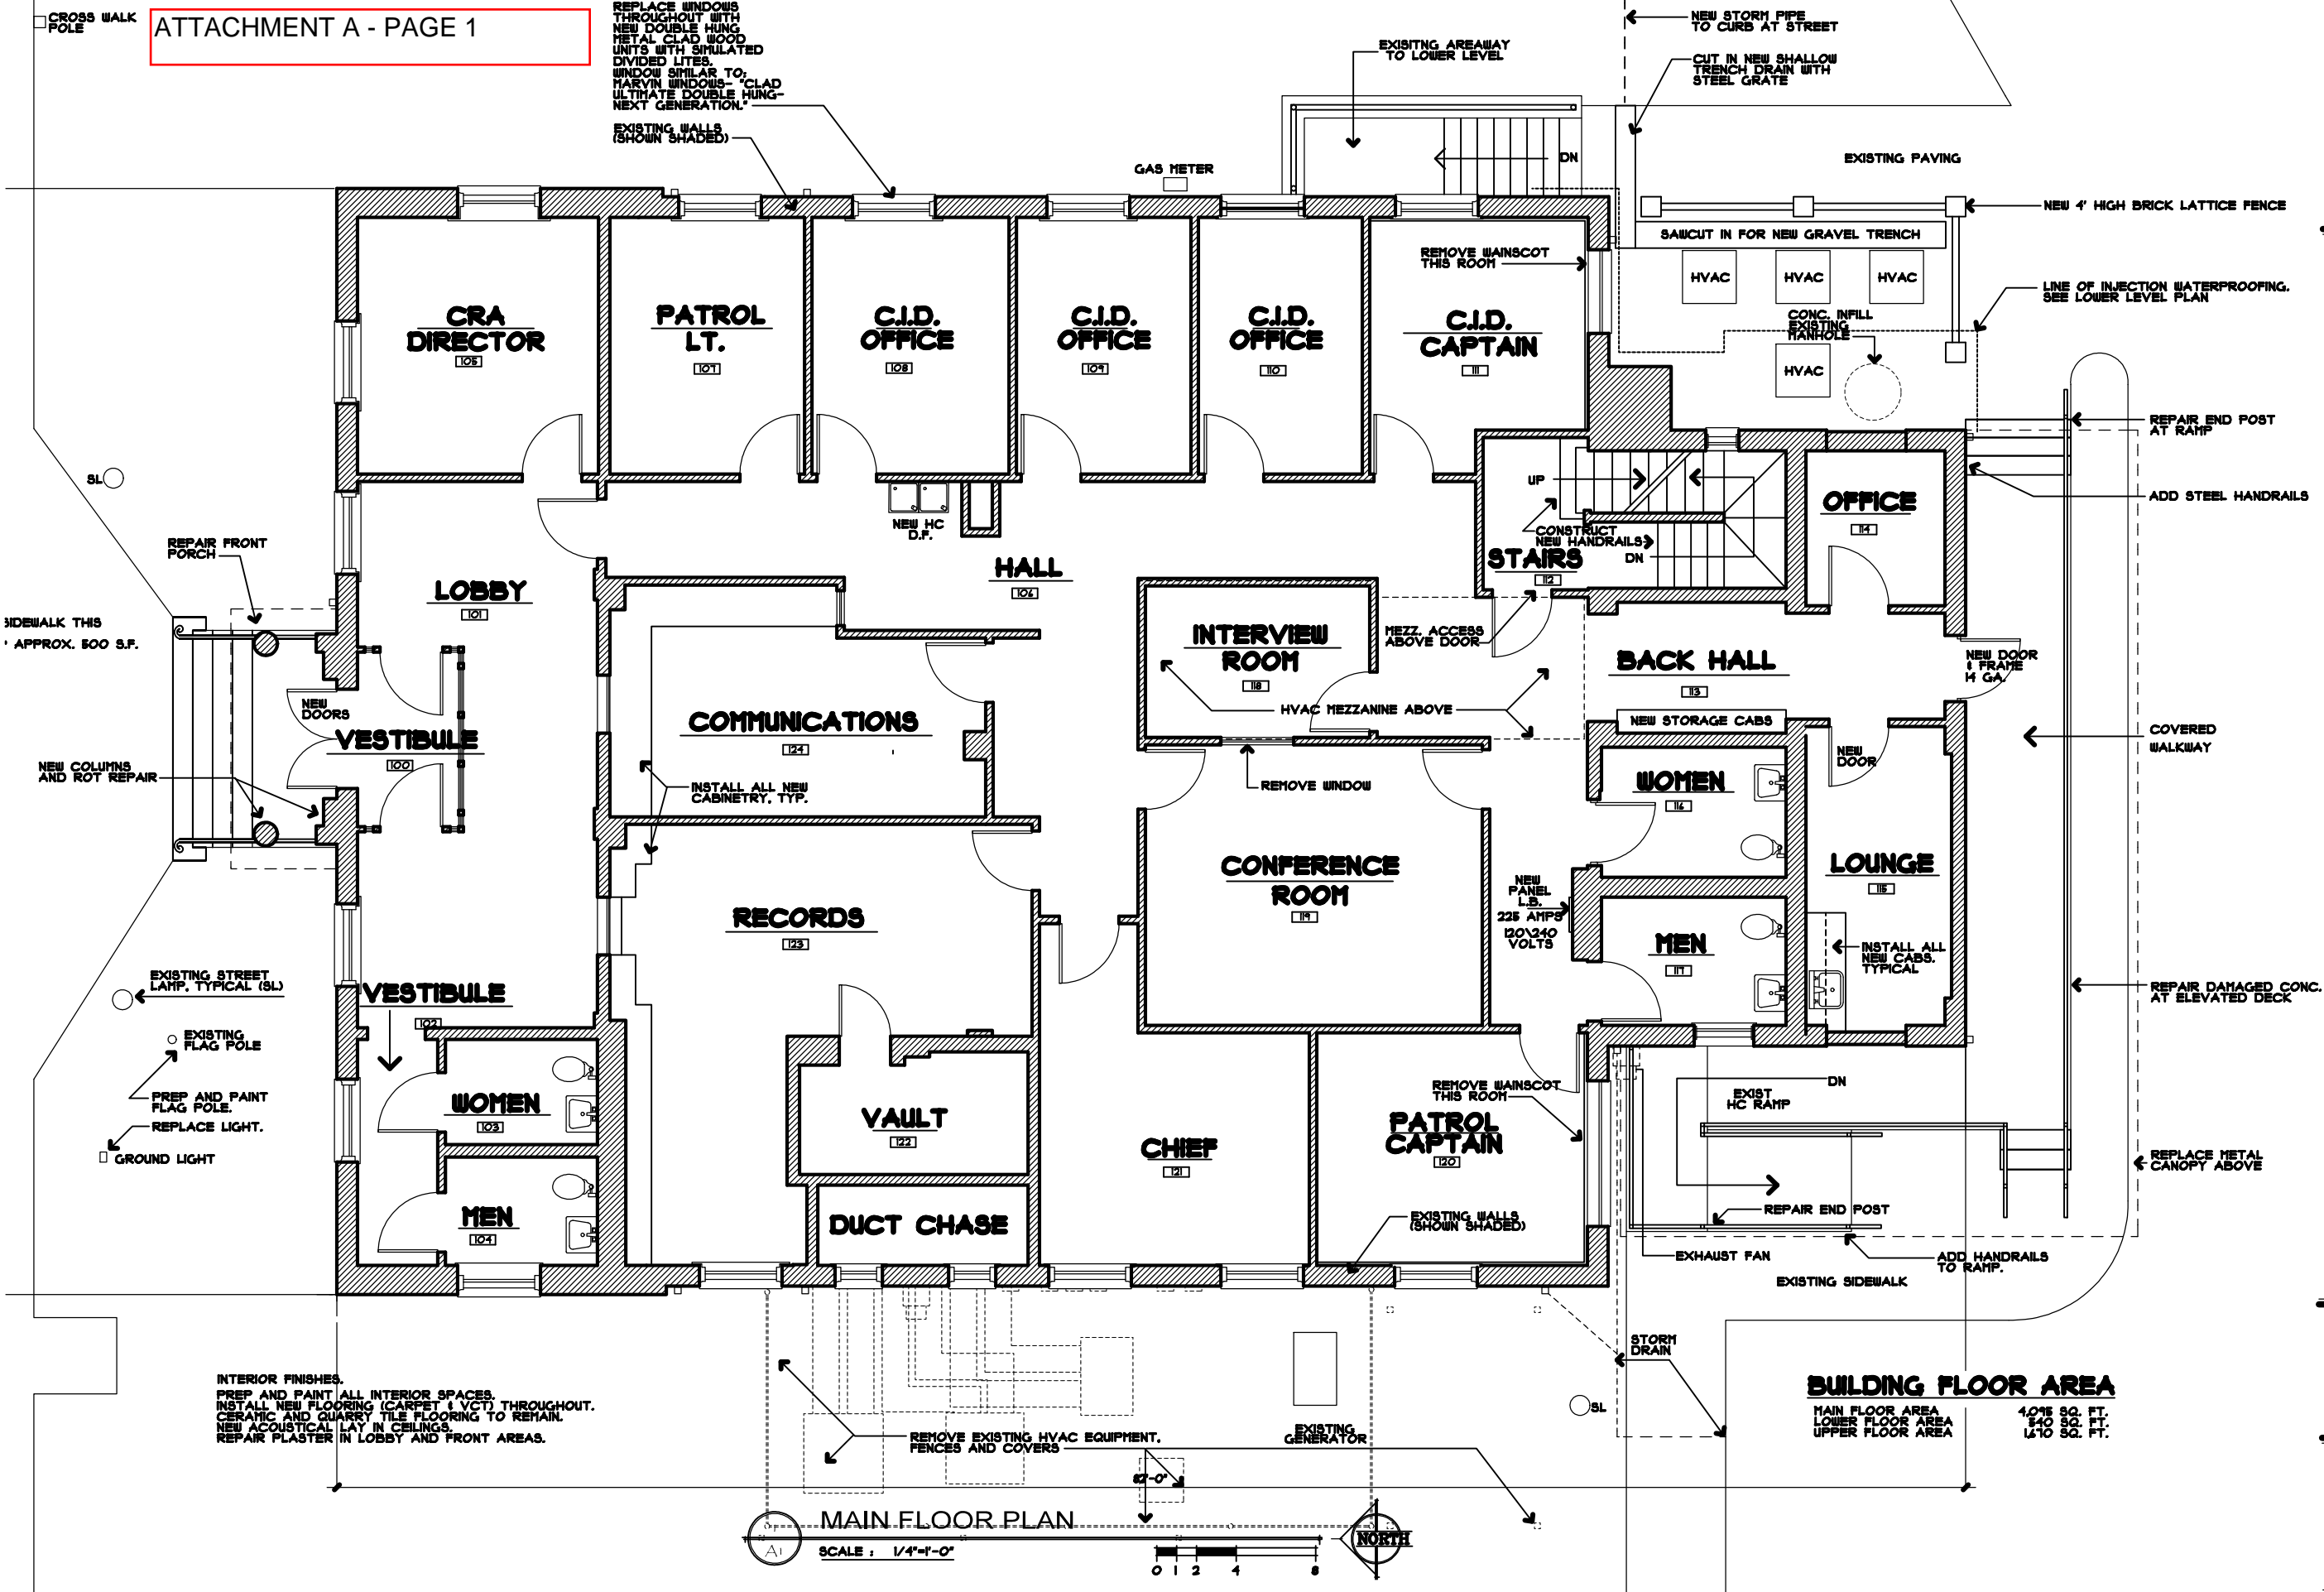 CROSS WALK
POLE
ATTACHMENT A - PAGE 1
REPLACE WINDOWS
THROUGHOUT WITH
NEW DOUBLE HUNG
METAL CLAD WOOD
UNITS WITH SIMULATED
DIVIDED LITES.
WINDOW SIMILAR TO:
MARVIN WINDOWS- "CLAD
ULTIMATE DOUBLE HUNG-
NEXT GENERATION."
EXISTING WALLS
(SHOWN SHADED)
EXISITNG AREAWAY
TO LOWER LEVEL
NEW STORM PIPE
TO CURB AT STREET
CUT IN NEW SHALLOW
TRENCH DRAIN WITH
STEEL GRATE
GAS METER
DN
EXISTING PAVING
NEW 4' HIGH BRICK LATTICE FENCE
SAWCUT IN FOR NEW GRAVEL TRENCH
REMOVE WAINSCOT
THIS ROOM
HVAC
HVAC
HVAC
LINE OF INJECTION WATERPROOFING.
SEE LOWER LEVEL PLAN
CONC. INFILL
EXISTING
MANHOLE
HVAC
CRA
DIRECTOR
105
PATROL
LT.
107
C.I.D.
OFFICE
108
C.I.D.
OFFICE
109
C.I.D.
OFFICE
110
C.I.D.
CAPTAIN
111
REPAIR END POST
AT RAMP
ADD STEEL HANDRAILS
SL
UP
OFFICE
114
NEW HC
D.F.
CONSTRUCT
NEW HANDRAILS
DN
STAIRS
112
REPAIR FRONT
PORCH
LOBBY
101
HALL
106
SIDEWALK THIS
APPROX. 500 S.F.
INTERVIEW
ROOM
118
MEZZ. ACCESS
ABOVE DOOR
BACK HALL
113
NEW DOOR
& FRAME
14 GA.
NEW
DOORS
VESTIBULE
100
COMMUNICATIONS
124
HVAC MEZZANINE ABOVE
NEW STORAGE CABS
COVERED
WALKWAY
NEW COLUMNS
AND ROT REPAIR
INSTALL ALL NEW
CABINETRY, TYP.
REMOVE WINDOW
WOMEN
116
NEW
DOOR
CONFERENCE
ROOM
119
LOUNGE
115
NEW
PANEL
L.B.
225 AMPS
120\240
VOLTS
RECORDS
123
MEN
117
INSTALL ALL
NEW CABS.
TYPICAL
EXISTING STREET
LAMP, TYPICAL (SL)
VESTIBULE
102
REPAIR DAMAGED CONC.
AT ELEVATED DECK
EXISTING
FLAG POLE
PREP AND PAINT
FLAG POLE.
REPLACE LIGHT.
GROUND LIGHT
WOMEN
103
VAULT
122
CHIEF
121
REMOVE WAINSCOT
THIS ROOM
PATROL
CAPTAIN
120
DN
EXIST
HC RAMP
REPLACE METAL
CANOPY ABOVE
MEN
104
DUCT CHASE
EXISTING WALLS
(SHOWN SHADED)
REPAIR END POST
EXHAUST FAN
ADD HANDRAILS
TO RAMP.
EXISTING SIDEWALK
STORM
DRAIN
INTERIOR FINISHES.
PREP AND PAINT ALL INTERIOR SPACES.
INSTALL NEW FLOORING (CARPET & VCT) THROUGHOUT.
CERAMIC AND QUARRY TILE FLOORING TO REMAIN.
NEW ACOUSTICAL LAY IN CEILINGS.
REPAIR PLASTER IN LOBBY AND FRONT AREAS.
REMOVE EXISTING HVAC EQUIPMENT,
FENCES AND COVERS
EXISTING
GENERATOR
SL
BUILDING FLOOR AREA
MAIN FLOOR AREA 4,095 SQ. FT.
LOWER FLOOR AREA 540 SQ. FT.
UPPER FLOOR AREA SQ. FT.
82'-0"
A1
MAIN FLOOR PLAN
SCALE : 1/4"=1'-0"
0 1 2 4 8
NORTH